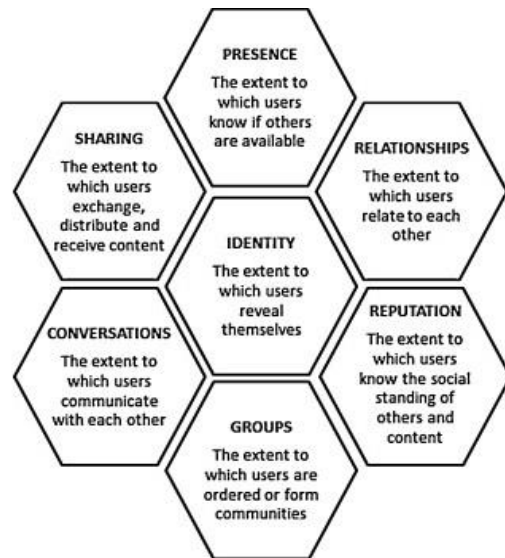 PRESENCE
The extent to
which users
know if others
are available
SHARING
The extent to
which users
exchange,
distribute and
receive content
RELATIONSHIPS
The extent to
which users
relate to each
other
IDENTITY
The extent to
which users
reveal
themselves
CONVERSATIONS
The extent to
which users
communicate
with each other
REPUTATION
The extent to
which users
know the social
standing of
others and
content
GROUPS
The extent to
which users are
ordered or form
communities